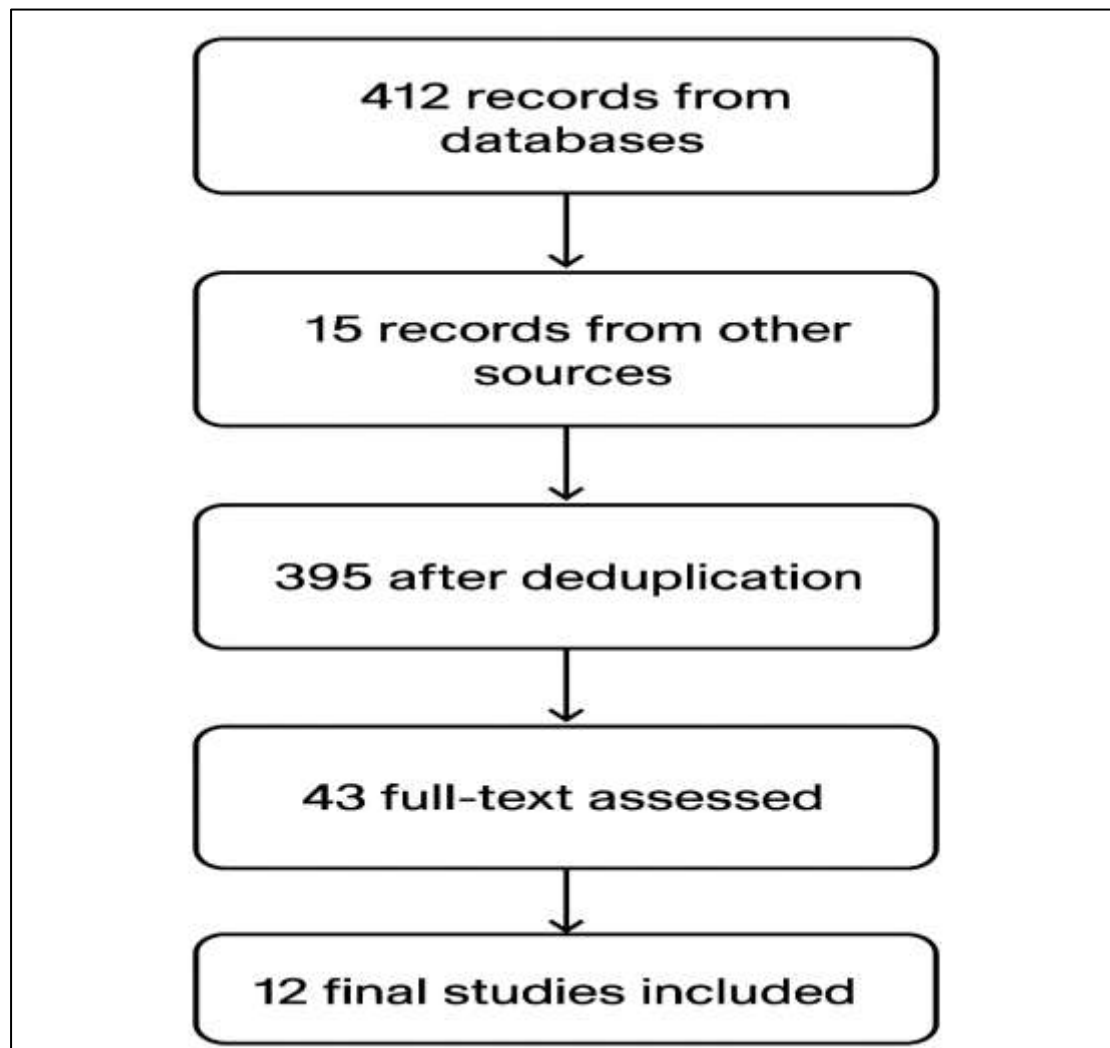 412 records from
databases
15 records from other
sources
395 after deduplication
43 full-text assessed
12 final studies included